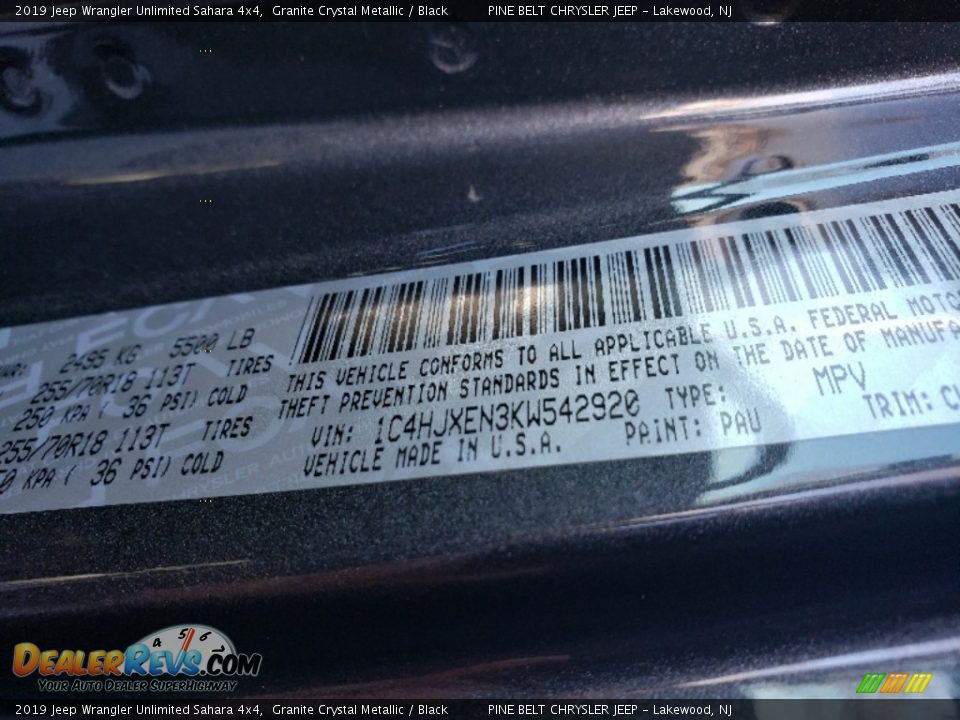 2019 Jeep Wrangler Unlimited Sahara 4x4, Granite Crystal Metallic / Black PINE BELT CHRYSLER JEEP - Lakewood, NJ
2495 KG 5500 LB
255/70R18 113T TIRES
250 KPA ( 36 PSI) COLD
255/70R18 113T TIRES
KPA ( 36 PSI) COLD
THIS VEHICLE CONFORMS TO ALL APPLICABLE U.S.A. FEDERAL
THEFT PREVENTION STANDARDS IN EFFECT ON THE DATE OF
VIN: 1C4HJXEN3KW542920 TYPE: MPV
VEHICLE MADE IN U.S.A. PAINT: PAU TRIM:
4 5 6
DEALERREVS.COM
YOUR AUTO DEALER SUPERHIGHWAY
2019 Jeep Wrangler Unlimited Sahara 4x4, Granite Crystal Metallic / Black PINE BELT CHRYSLER JEEP - Lakewood, NJ